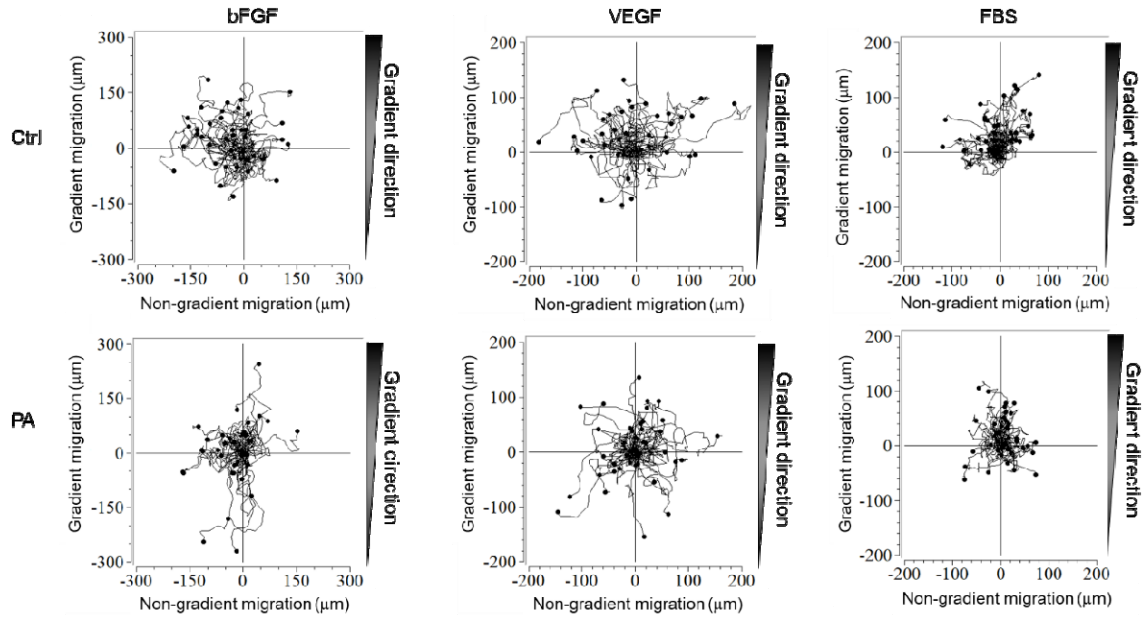 bFGF VEGF FBS
Ctrl
Gradient migration (µm)
300
150
0
-150
-300
-300 -150 0 150 300
Non-gradient migration (µm)
Gradient direction
Gradient migration (µm)
200
100
0
-100
-200
-200 -100 0 100 200
Non-gradient migration (µm)
Gradient direction
Gradient migration (µm)
200
100
0
-100
-200
-200 -100 0 100 200
Non-gradient migration (µm)
Gradient direction
PA
Gradient migration (µm)
300
150
0
-150
-300
-300 -150 0 150 300
Non-gradient migration (µm)
Gradient cirection
Gradient migration (µm)
200
100
0
-100
-200
-200 -100 0 100 200
Non-gradient migration (µm)
Gradient direction
Gradient migration (µm)
200
100
0
-100
-200
-200 -100 0 100 200
Non-gradient migration (µm)
Gradient direction